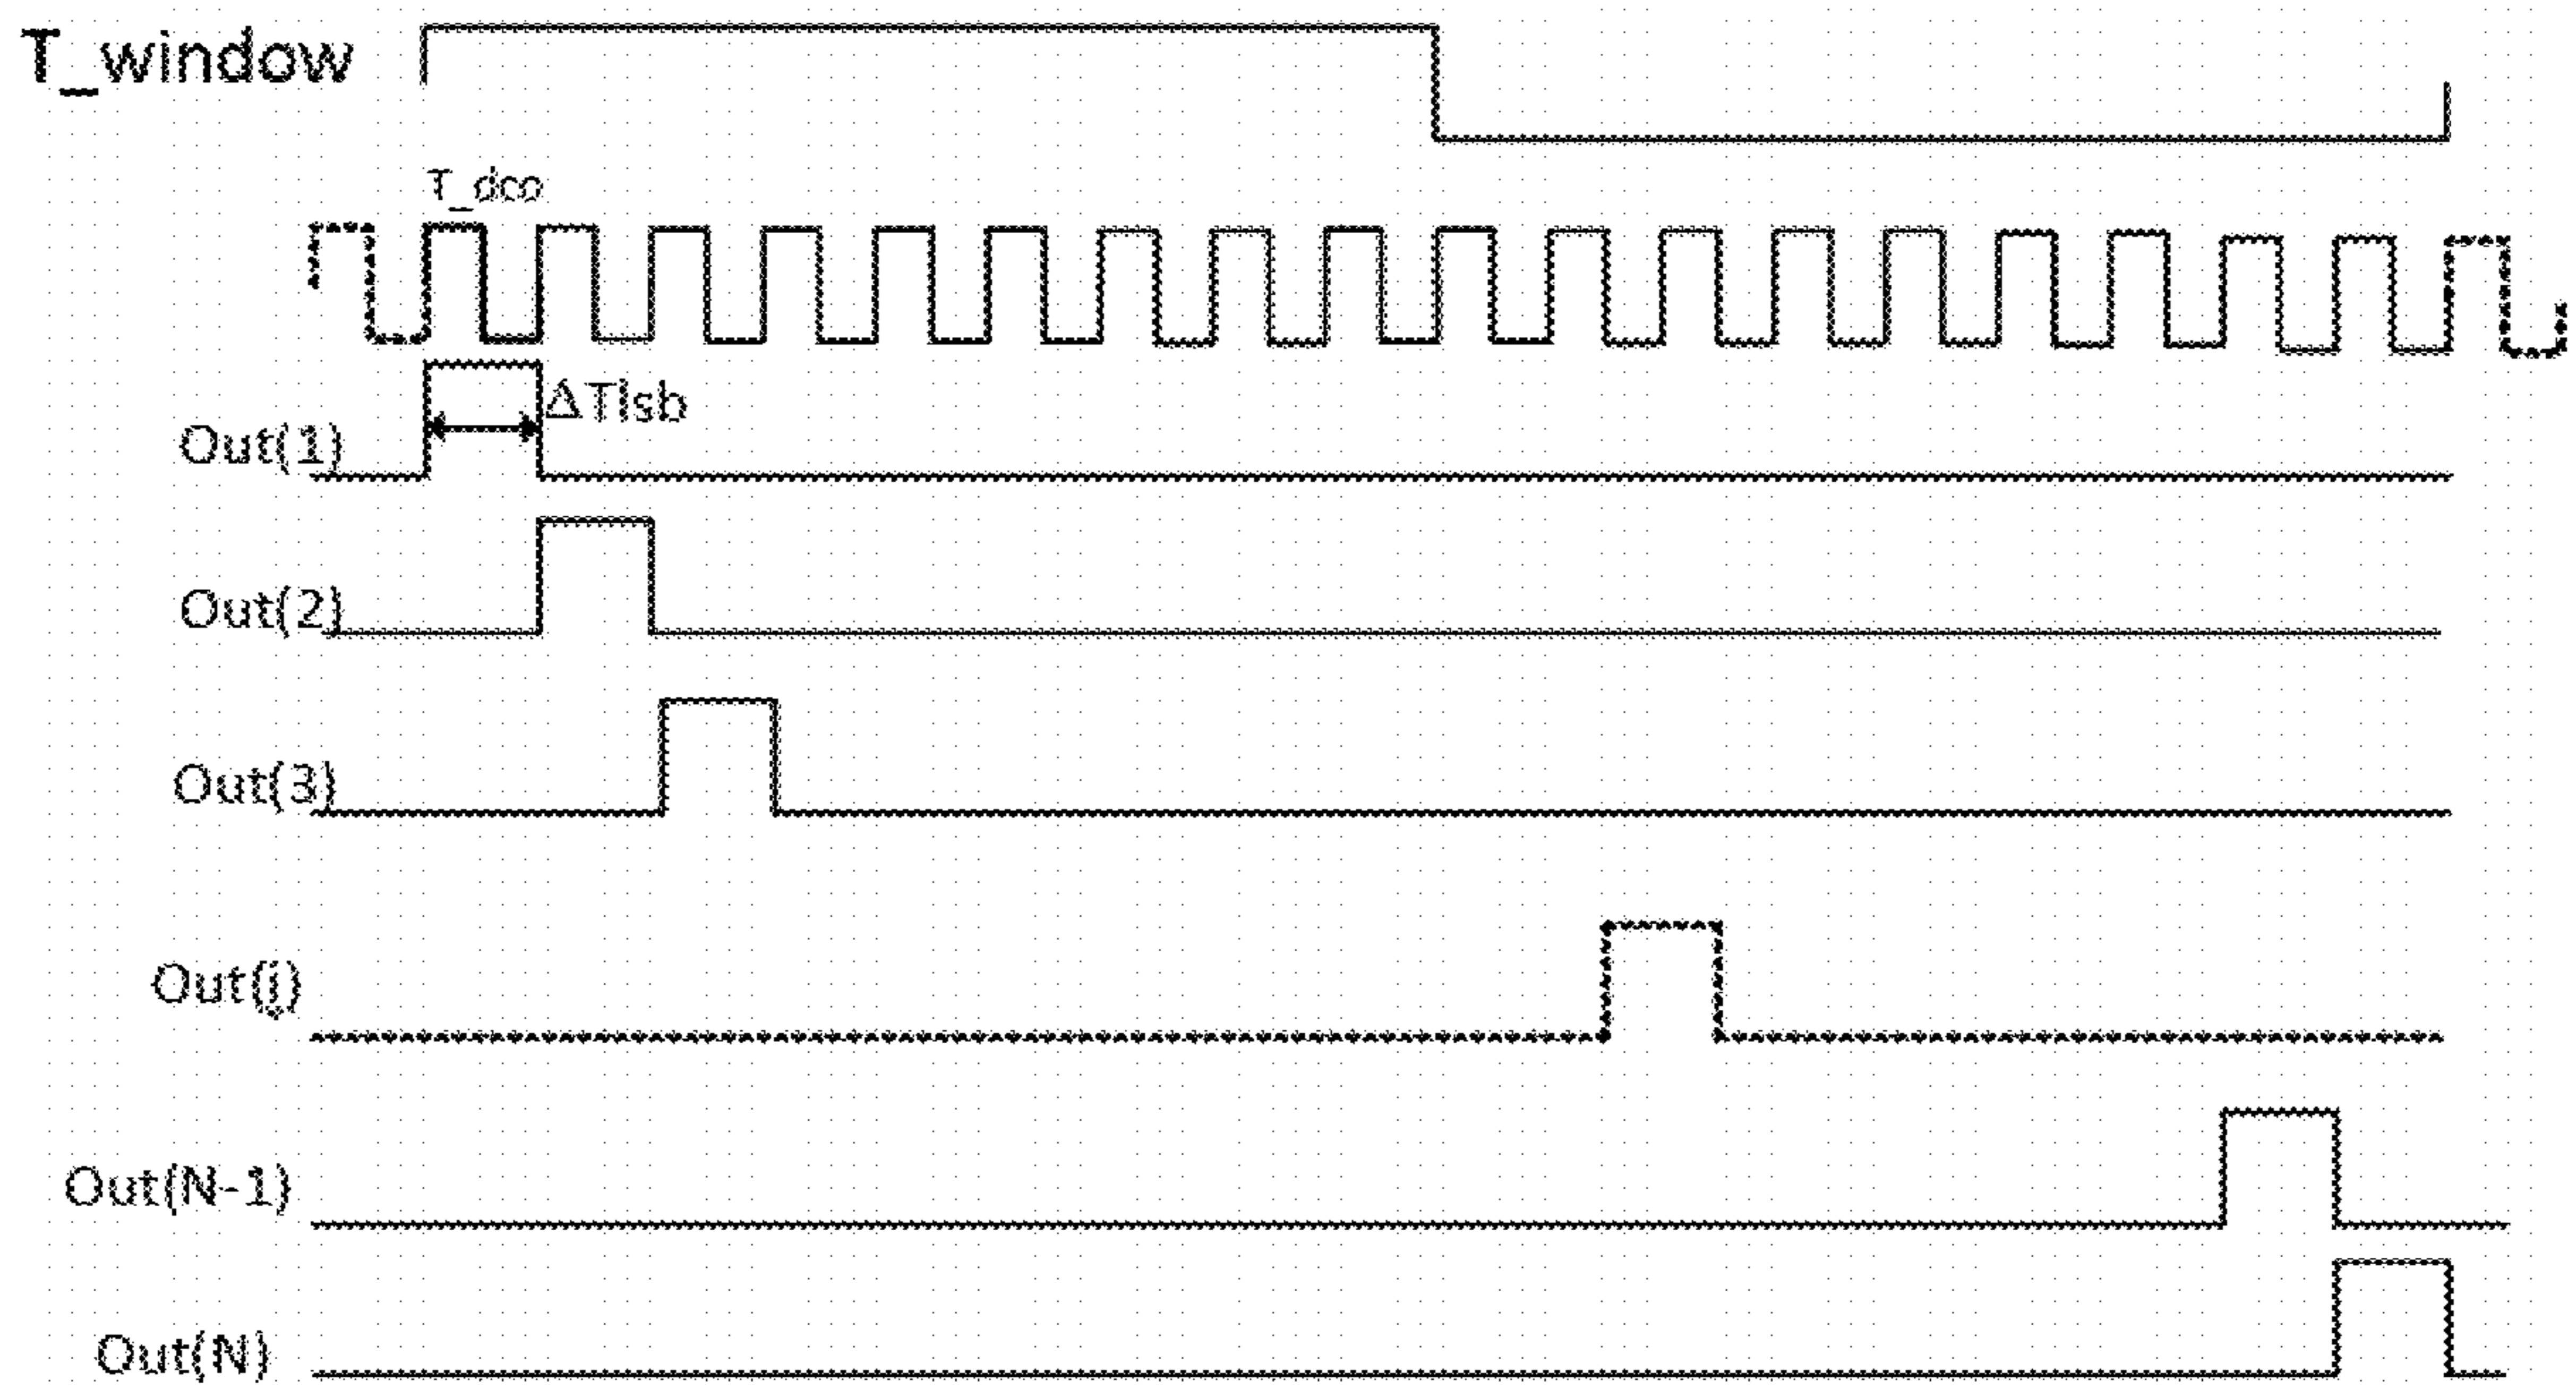 T_window
T_dco
ΔTlsb
Out(1)
Out(2)
Out(3)
Out(i)
Out(N-1)
Out(N)